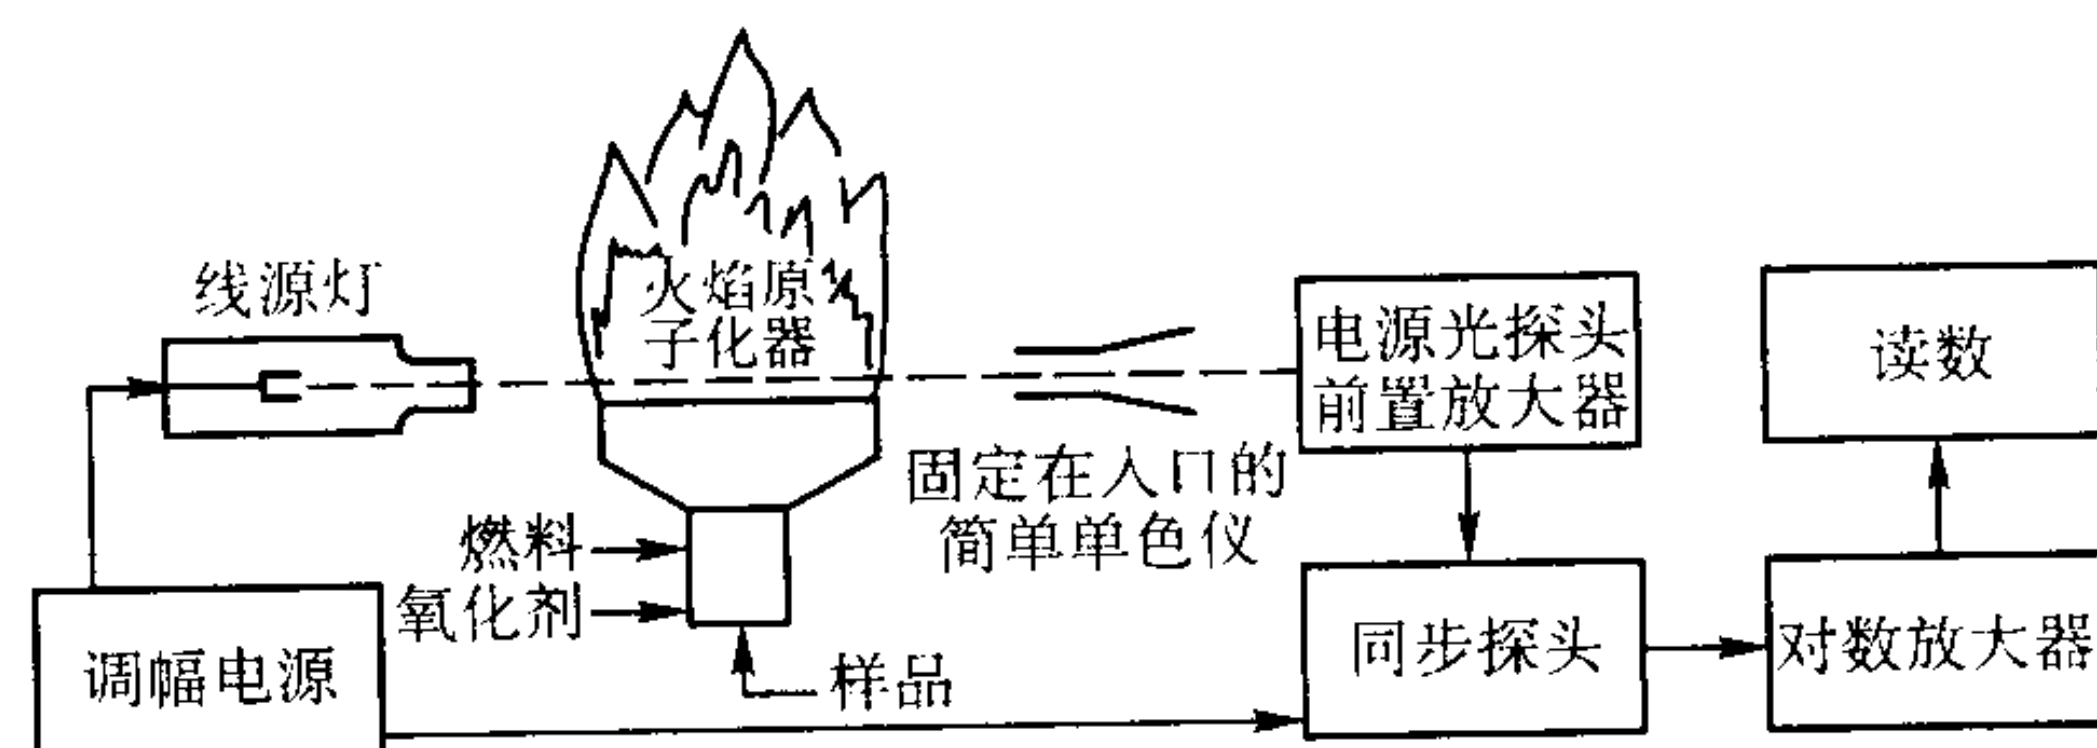 线源灯
火焰原
子化器
电源光探头
前置放大器
读数
固定在入口的
简单单色仪
燃料
氧化剂
样品
调幅电源
同步探头
对数放大器